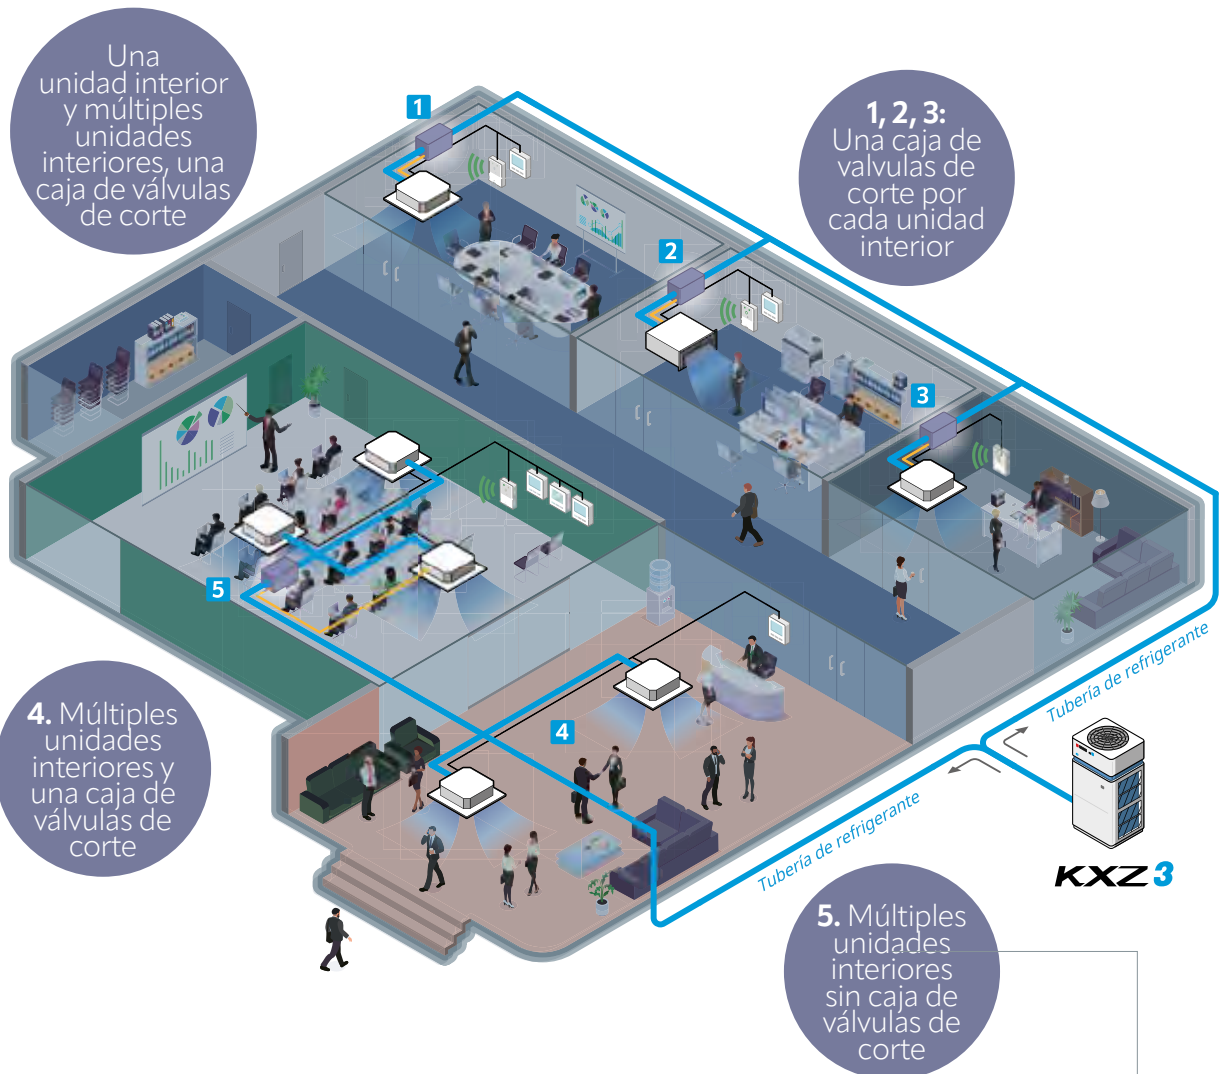 Una
unidad interior
y múltiples
unidades
interiores, una
caja de válvulas
de corte
1
1, 2, 3:
Una caja de
valvulas de
corte por
cada unidad
interior
2
3
5
4
4. Múltiples
unidades
interiores y
una caja de
válvulas de
corte
Tubería de refrigerante
Tubería de refrigerante
KXZ3
5. Múltiples
unidades
interiores
sin caja de
válvulas de
corte